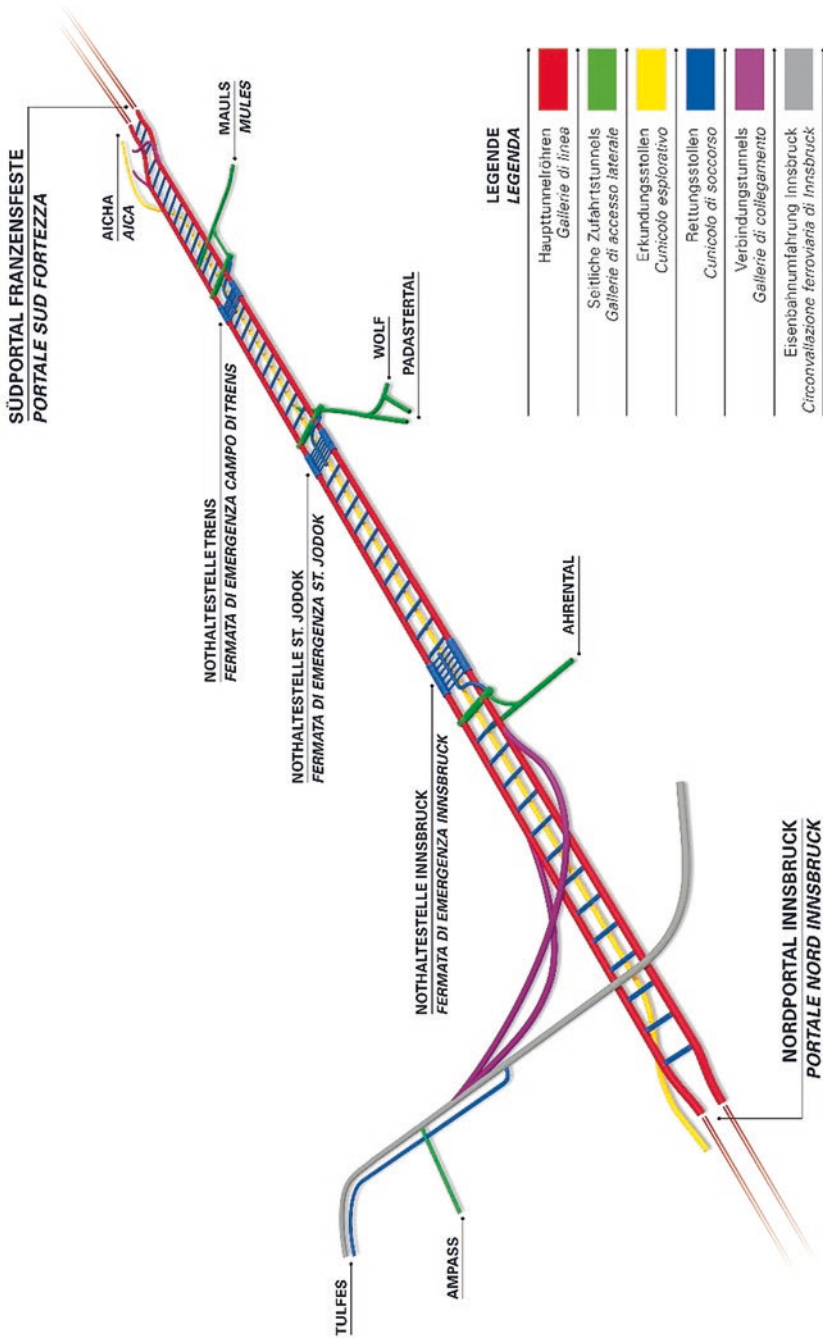 SÜDPORTAL FRANZENSFESTE
PORTALE SUD FORTEZZA
AICHA
AICA
MAULS
MULES
NOTHALTESTELLE TRENS
FERMATA DI EMERGENZA CAMPO DI TRENS
WOLF
PADASTERTAL
NOTHALTESTELLE ST. JODOK
FERMATA DI EMERGENZA ST. JODOK
AHRENTAL
NOTHALTESTELLE INNSBRUCK
FERMATA DI EMERGENZA INNSBRUCK
NORDPORTAL INNSBRUCK
PORTALE NORD INNSBRUCK
TULFES
AMPASS
LEGENDE
LEGENDA
Haupttunnelröhren
Gallerie di linea
Seitliche Zufahrtstunnels
Gallerie di accesso laterale
Erkundungsstollen
Cunicolo esplorativo
Rettungsstollen
Cunicolo di soccorso
Verbindungstunnels
Gallerie di collegamento
Eisenbahnumfahrung Innsbruck
Circonvallazione ferroviaria di Innsbruck